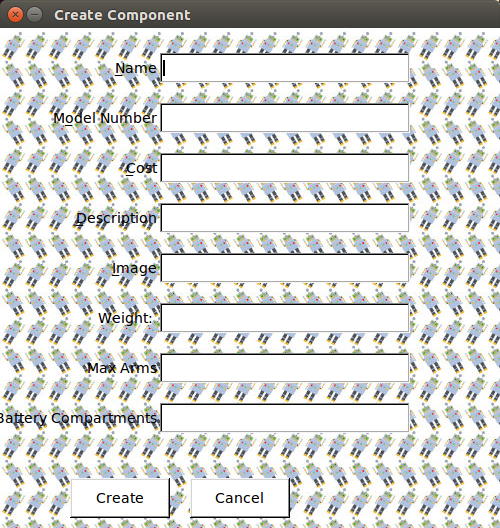 Create Component
Name
Model Number
Cost
Description
Image
Weight:
Max Arms
Battery Compartments
Create Cancel